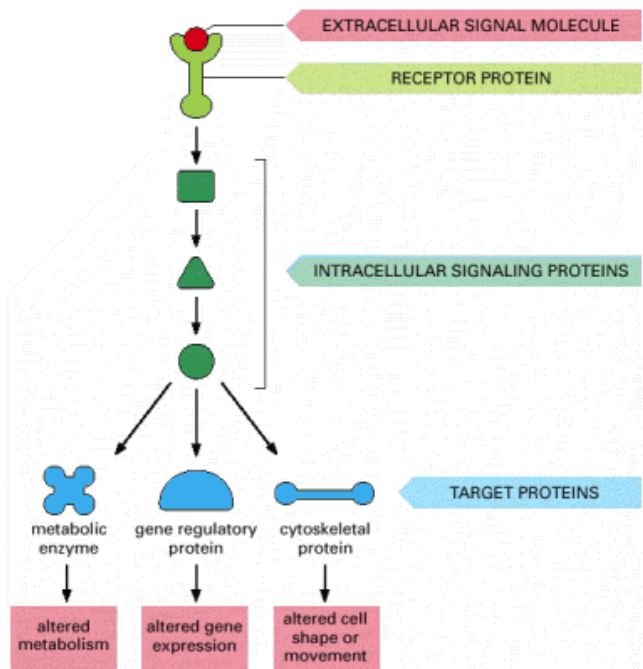 EXTRACELLULAR SIGNAL MOLECULE
RECEPTOR PROTEIN
INTRACELLULAR SIGNALING PROTEINS
TARGET PROTEINS
metabolic
enzyme
gene regulatory
protein
cytoskeletal
protein
altered
metabolism
altered gene
expression
altered cell
shape or
movement